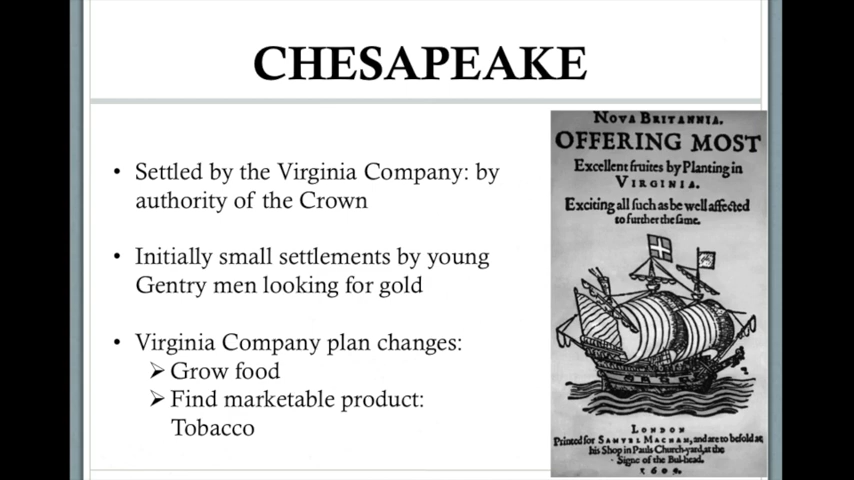 CHESAPEAKE
• Settled by the Virginia Company: by
authority of the Crown
• Initially small settlements by young
Gentry men looking for gold
• Virginia Company plan changes:
➢ Grow food
➢ Find marketable product:
Tobacco
NOVA BRITANNIA.
OFFERING MOST
Excellent fruites by Planting in
VIRGINIA.
Exciting all such as be well affected
to further the same.
LONDON
Printed for SAMVEL MACHAM, and are to be sold at
his Shop in Pauls Church-yard, at the
Signe of the Bul-head.
1609.